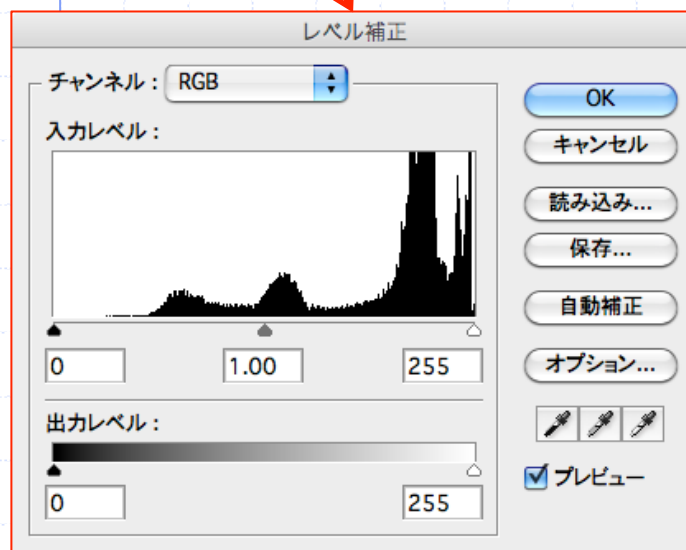 レベル補正
チャンネル： RGB
入力レベル：
0 1.00 255
出力レベル：
0 255
OK
キャンセル
読み込み...
保存...
自動補正
オプション...
プレビュー